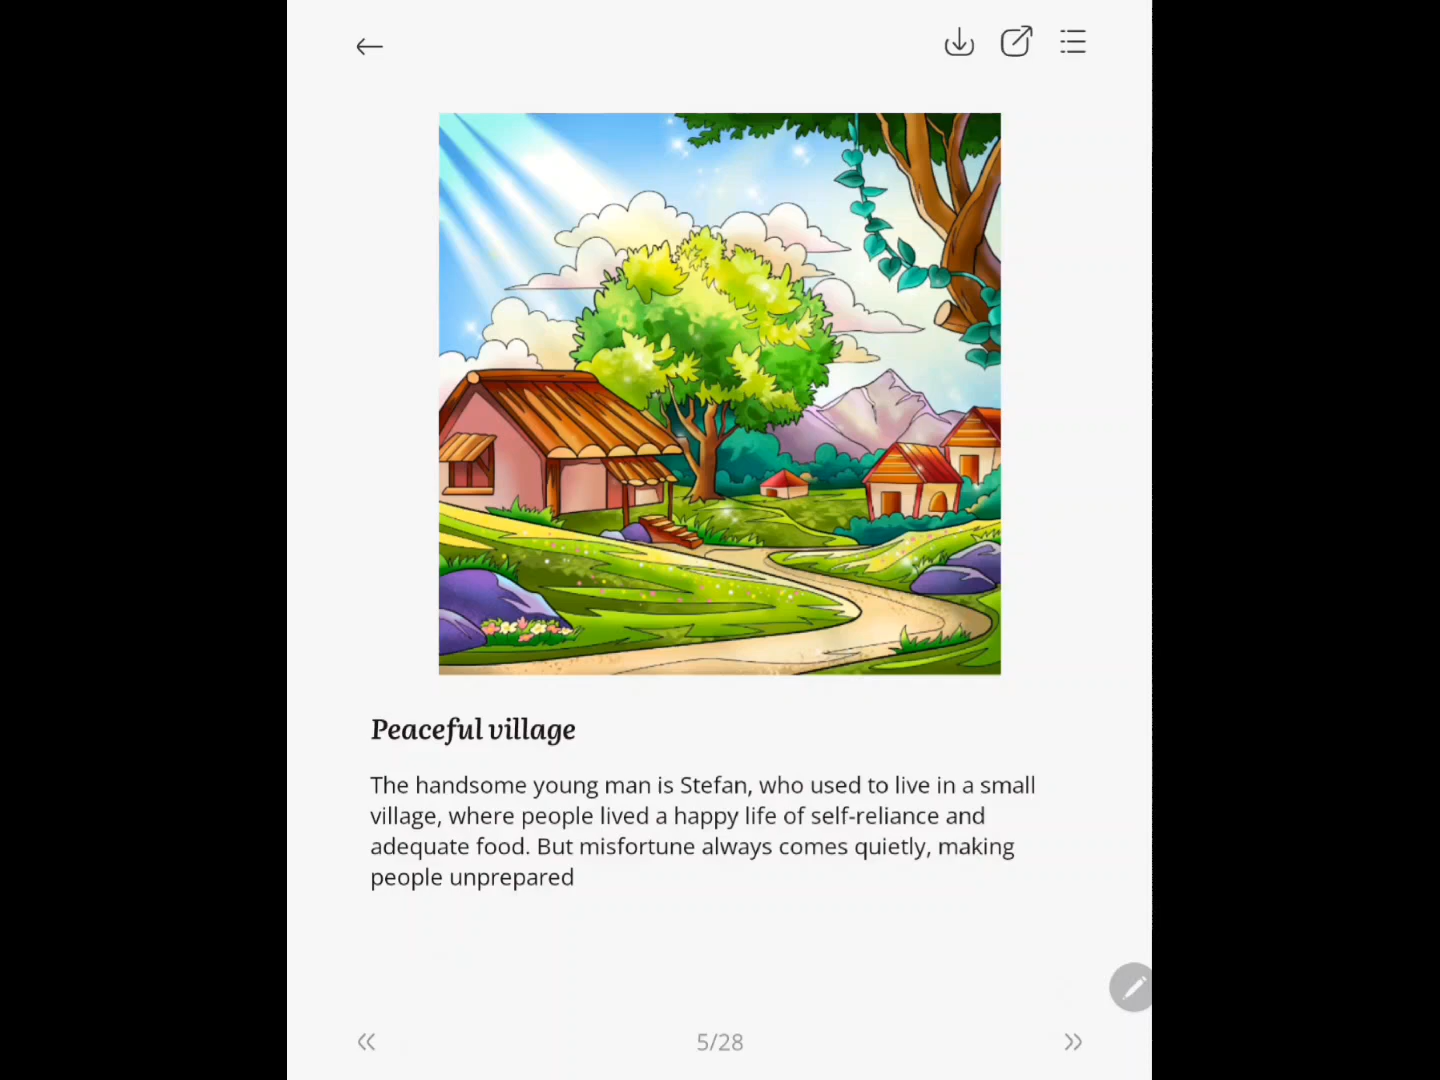 Peaceful village
The handsome young man is Stefan, who used to live in a small
village, where people lived a happy life of self-reliance and
adequate food. But misfortune always comes quietly, making
people unprepared
5/28